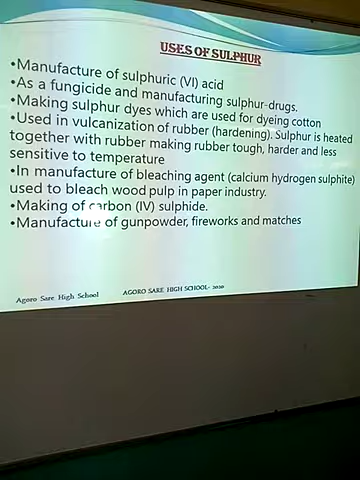 USES OF SULPHUR
•Manufacture of sulphuric (VI) acid
•As a fungicide and manufacturing sulphur-drugs.
•Making sulphur dyes which are used for dyeing cotton
•Used in vulcanization of rubber (hardening). Sulphur is heated
together with rubber making rubber tough, harder and less
sensitive to temperature
•In manufacture of bleaching agent (calcium hydrogen sulphite)
used to bleach wood pulp in paper industry.
•Making of carbon (IV) sulphide.
•Manufacture of gunpowder, fireworks and matches
Agoro Sare High School AGORO SARE HIGH SCHOOL- 2020